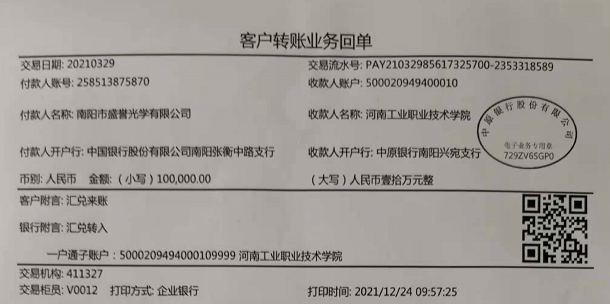 客户转账业务回单
交易日期: 20210329 交易流水号: PAY21032985617325700-2353318589
付款人账号: 258513875870 收款人账户: 500020949400010
付款人名称: 南阳市盛誉光学有限公司 收款人名称: 河南工业职业技术学院
付款人开户行: 中国银行股份有限公司南阳张衡中路支行 收款人开户行: 中原银行南阳兴宛支行
中原银行股份有限公司
电子业务专用章
729ZV6SGP0
币别: 人民币 金额: (小写) 100,000.00 (大写) 人民币壹拾万元整
客户附言: 汇兑来账
银行附言: 汇兑转入
一户通子账户: 5000209494000109999 河南工业职业技术学院
交易机构: 411327
交易柜员: V0012 打印方式: 企业银行 打印时间: 2021/12/24 09:57:25